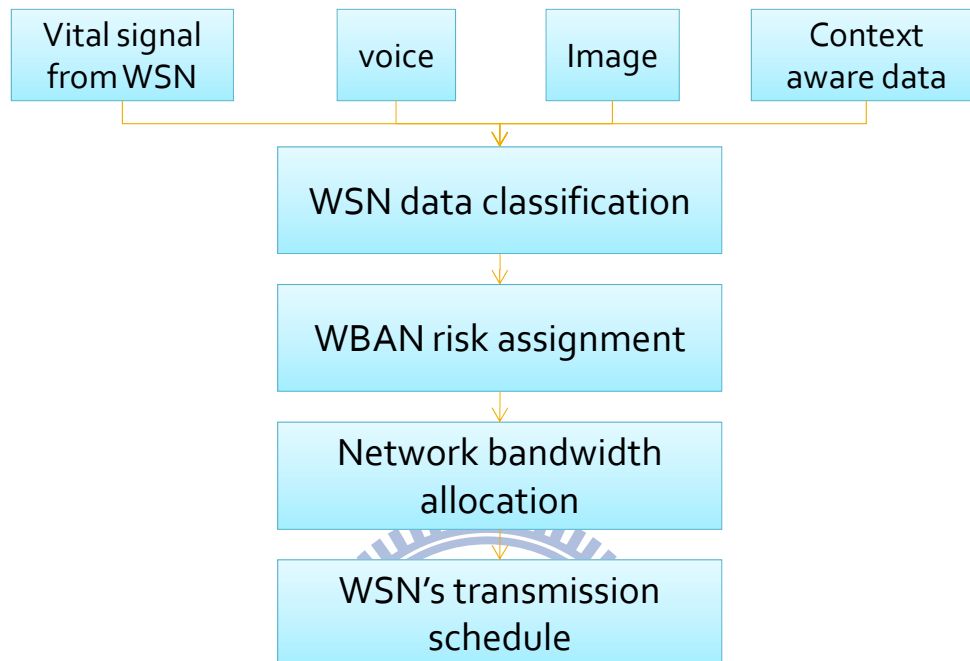 Vital signal
from WSN
voice
Image
Context
aware data
WSN data classification
WBAN risk assignment
Network bandwidth
allocation
WSN's transmission
schedule